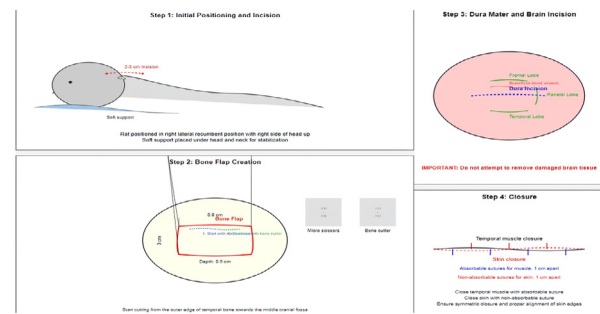 Step 1: Initial Positioning and Incision
2-3 cm Incision
Soft support
Rat positioned in right lateral recumbent position with right side of head up
Soft support placed under head and neck for stabilization
Step 2: Bone Flap Creation
0.8 cm
Bone Flap
1. Start with
Depth: 0.9 cm
Micro scissors
Bone cutter
Start cutting from the outer edge of temporal bone towards the middle cranial fossa
Step 3: Dura Mater and Brain Incision
Frontal Lobe
Dura Incision
Parietal Lobe
Temporal Lobe
IMPORTANT: Do not attempt to remove damaged brain tissue
Step 4: Closure
Temporal muscle closure
Skin closure
Absorbable sutures for muscle, 1 cm apart
Non-absorbable sutures for skin, 1 cm apart
Close temporal muscle with absorbable suture
Close skin with non-absorbable suture
Ensure symmetric closure and proper alignment of skin edges